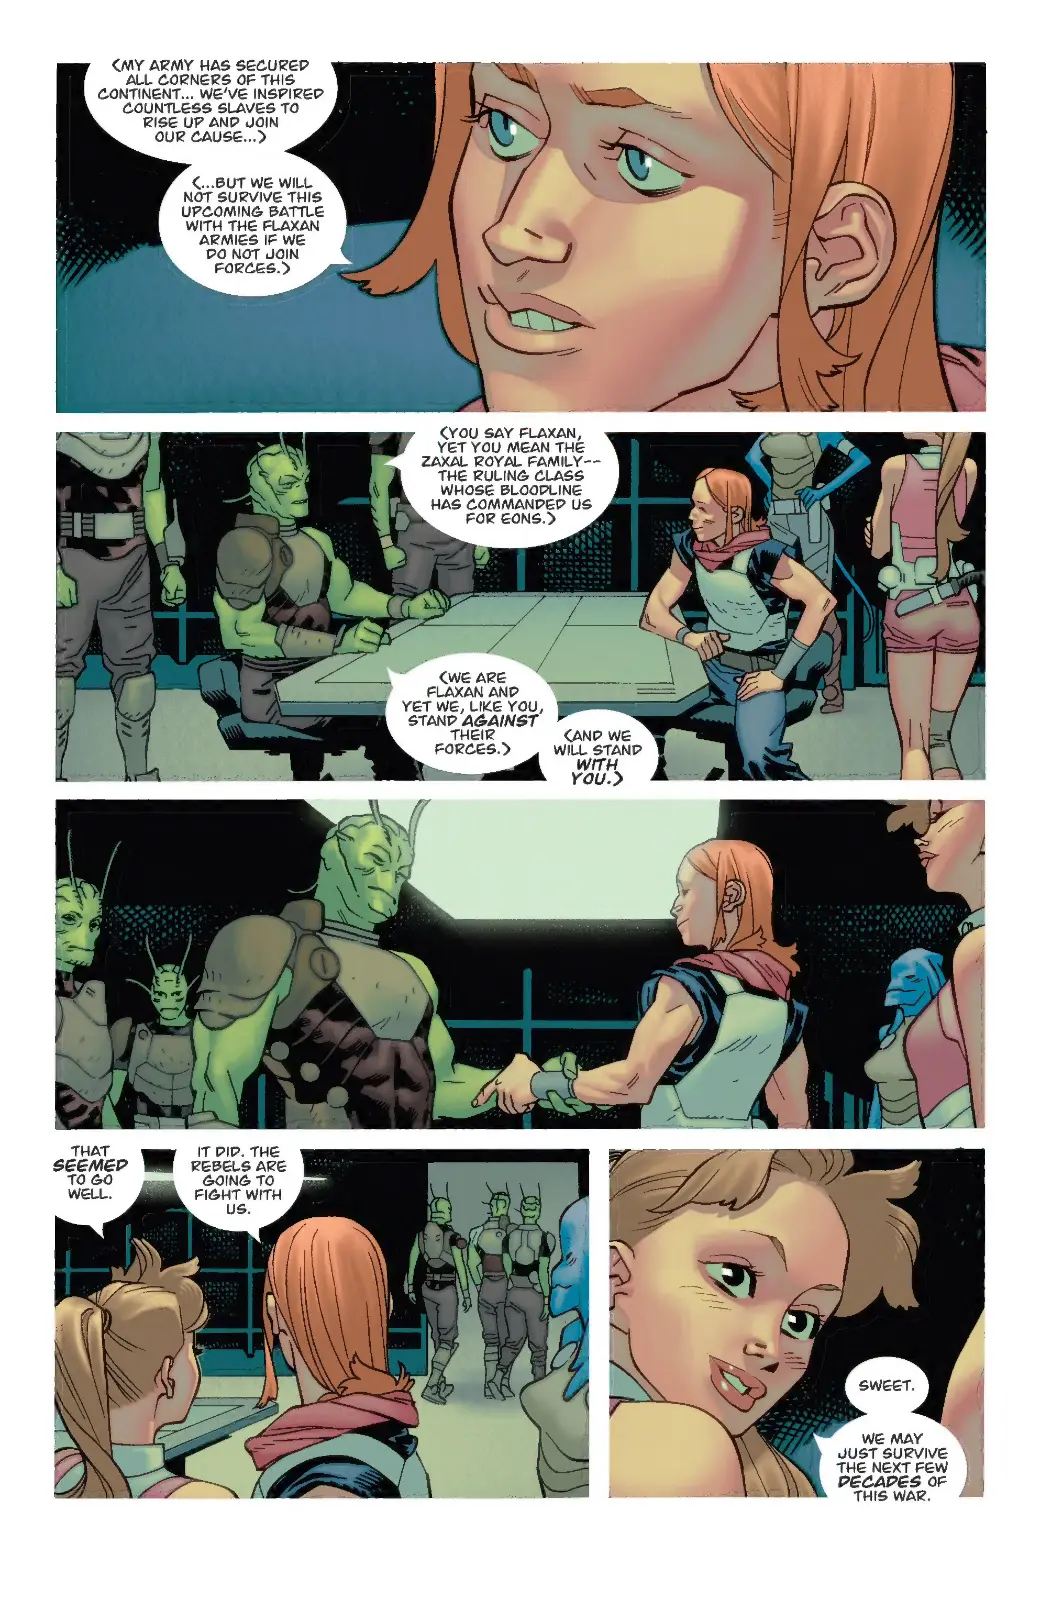 <MY ARMY HAS SECURED
ALL CORNERS OF THIS
CONTINENT... WE'VE INSPIRED
COUNTLESS SLAVES TO
RISE UP AND JOIN
OUR CAUSE...>
<...BUT WE WILL
NOT SURVIVE THIS
UPCOMING BATTLE
WITH THE FLAXAN
ARMIES IF WE
DO NOT JOIN
FORCES.>
<YOU SAY FLAXAN,
YET YOU MEAN THE
ZAXAL ROYAL FAMILY--
THE RULING CLASS
WHOSE BLOODLINE
HAS COMMANDED US
FOR EONS.>
<WE ARE
FLAXAN AND
YET WE, LIKE YOU,
STAND AGAINST
THEIR
FORCES.>
<AND WE
WILL STAND
WITH
YOU.>
THAT
SEEMED
TO GO
WELL.
IT DID. THE
REBELS ARE
GOING TO
FIGHT WITH
US.
SWEET.
WE MAY
JUST SURVIVE
THE NEXT FEW
DECADES OF
THIS WAR.